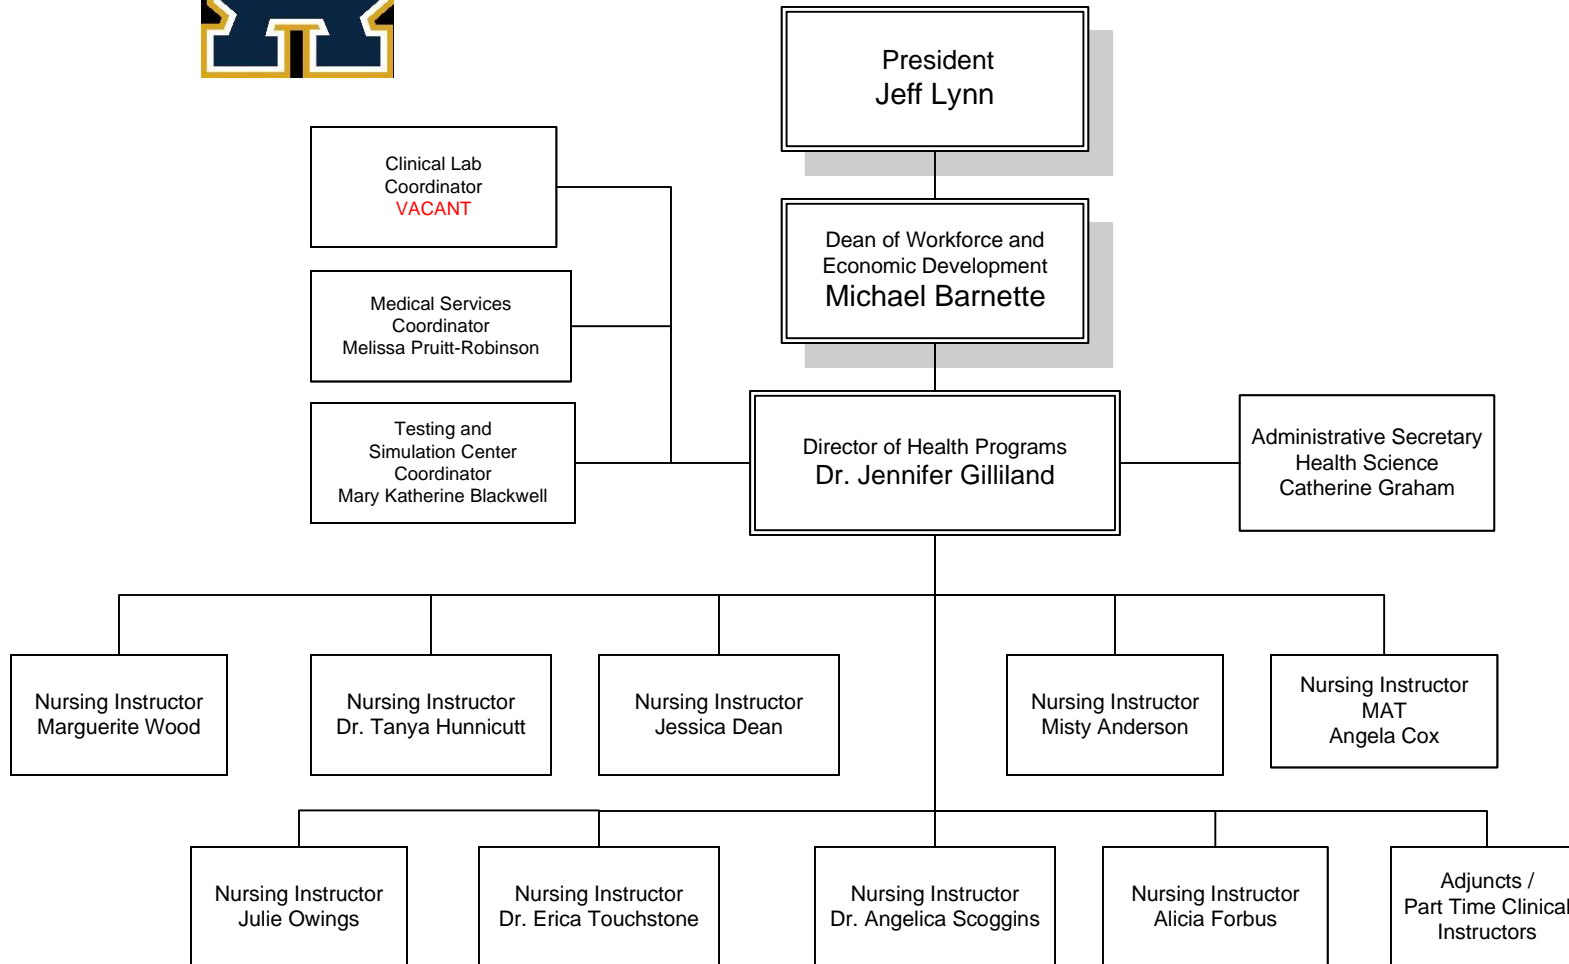 President
Jeff Lynn
Clinical Lab
Coordinator
VACANT
Dean of Workforce and
Economic Development
Michael Barnette
Medical Services
Coordinator
Melissa Pruitt-Robinson
Testing and
Simulation Center
Coordinator
Mary Katherine Blackwell
Director of Health Programs
Dr. Jennifer Gilliland
Administrative Secretary
Health Science
Catherine Graham
Nursing Instructor
Marguerite Wood
Nursing Instructor
Dr. Tanya Hunnicutt
Nursing Instructor
Jessica Dean
Nursing Instructor
Misty Anderson
Nursing Instructor
MAT
Angela Cox
Nursing Instructor
Julie Owings
Nursing Instructor
Dr. Erica Touchstone
Nursing Instructor
Dr. Angelica Scoggins
Nursing Instructor
Alicia Forbus
Adjuncts /
Part Time Clinical
Instructors